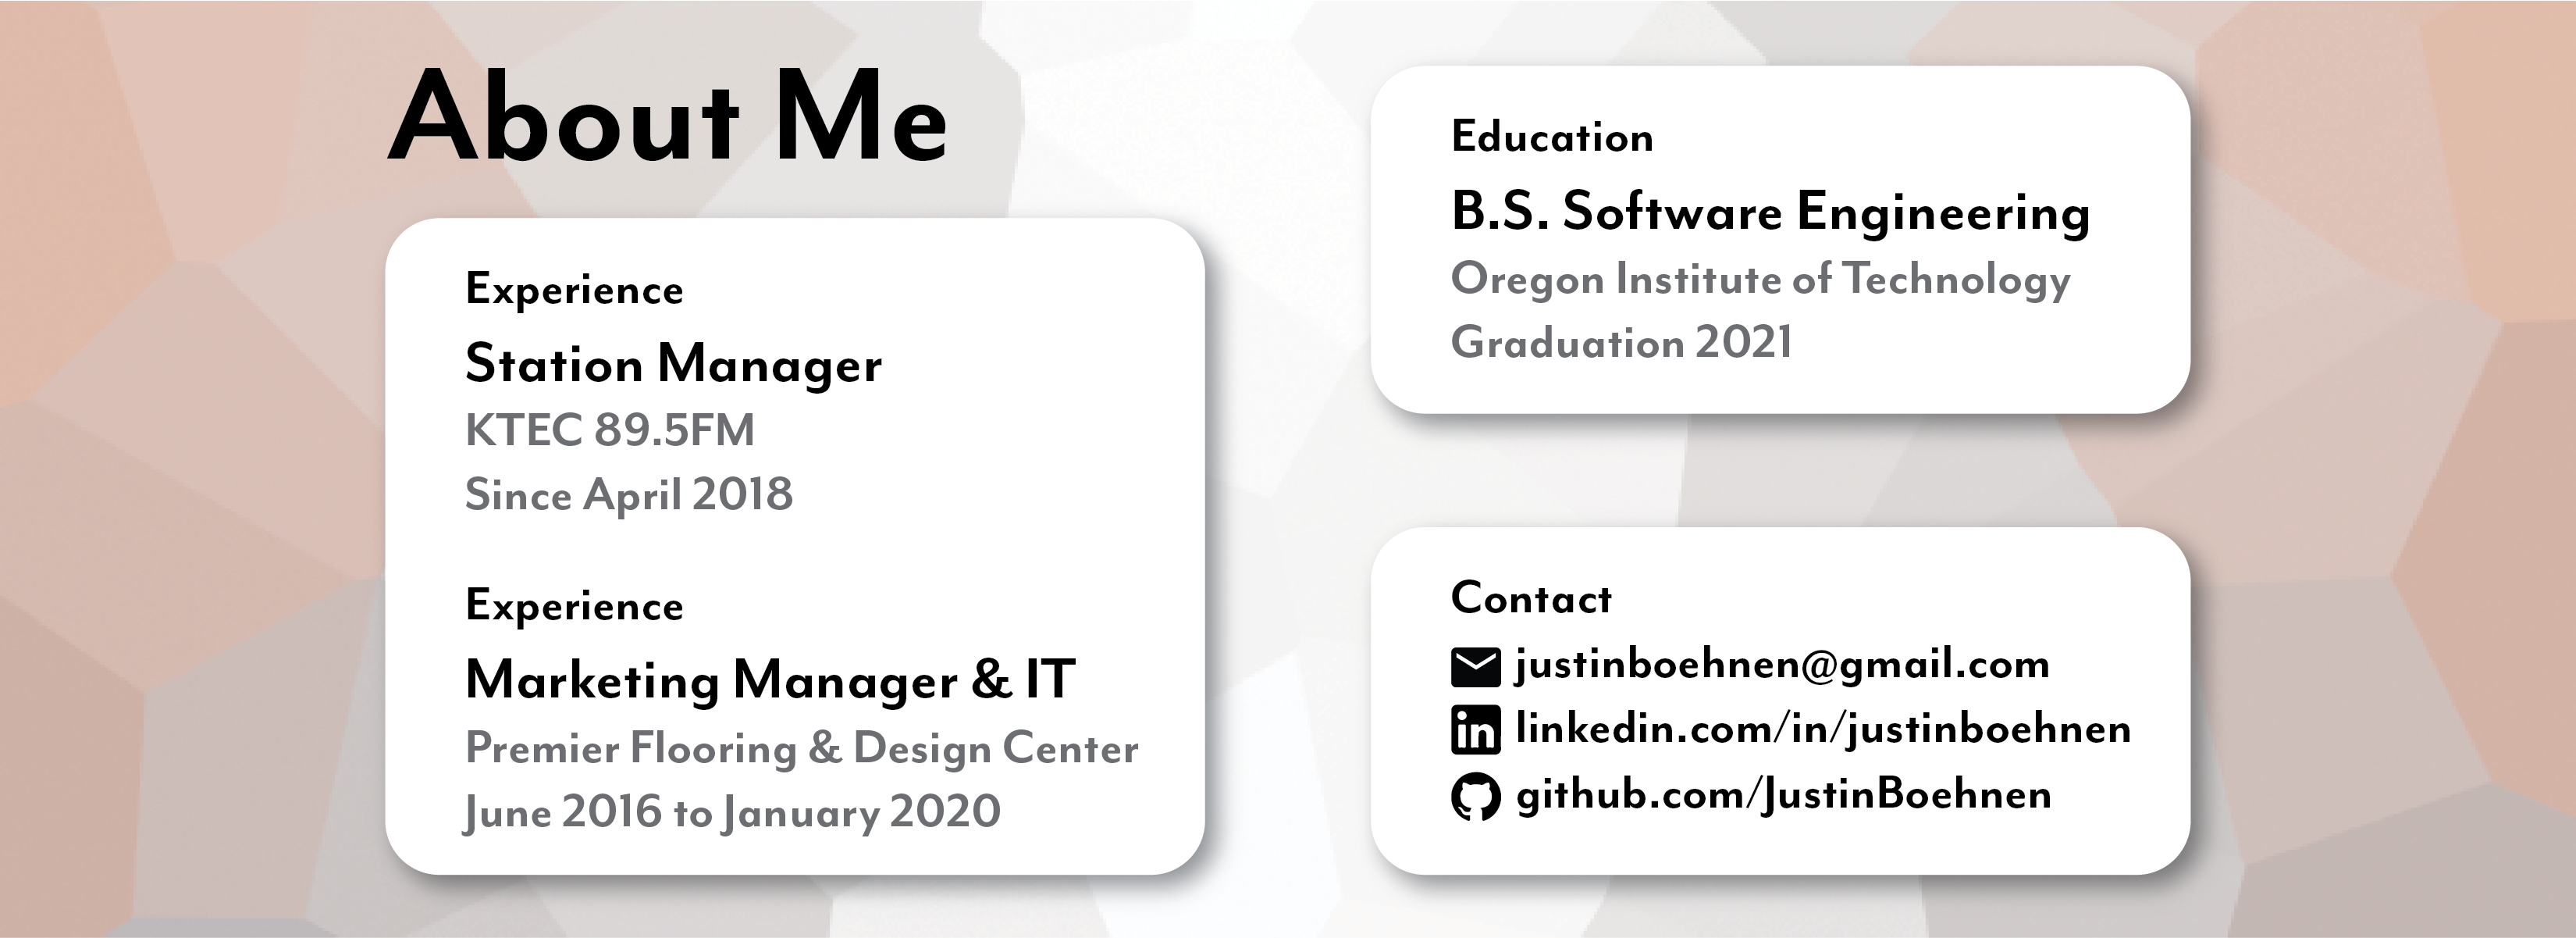 About Me
Experience
Station Manager
KTEC 89.5FM
Since April 2018
Experience
Marketing Manager & IT
Premier Flooring & Design Center
June 2016 to January 2020
Education
B.S. Software Engineering
Oregon Institute of Technology
Graduation 2021
Contact
justinboehnen@gmail.com
in linkedin.com/in/justinboehnen
github.com/JustinBoehnen